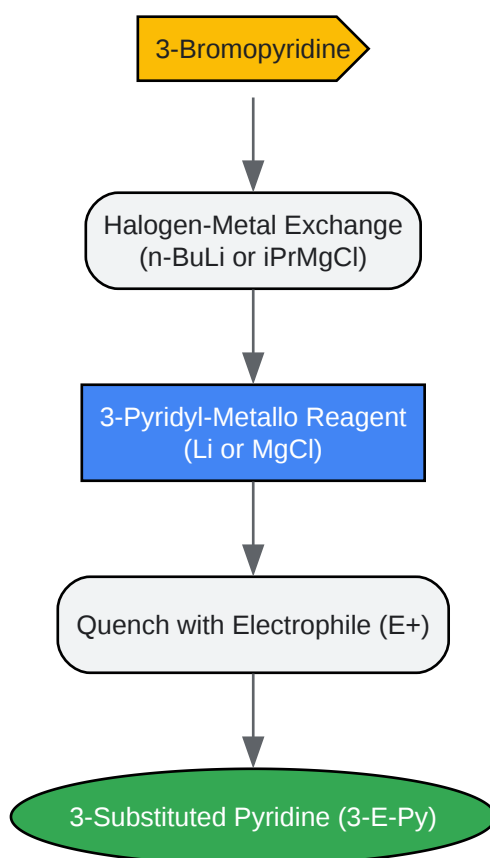 3-Bromopyridine
Halogen-Metal Exchange
(n-BuLi or iPrMgCl)
3-Pyridyl-Metallo Reagent
(Li or MgCl)
Quench with Electrophile (E+)
3-Substituted Pyridine (3-E-Py)